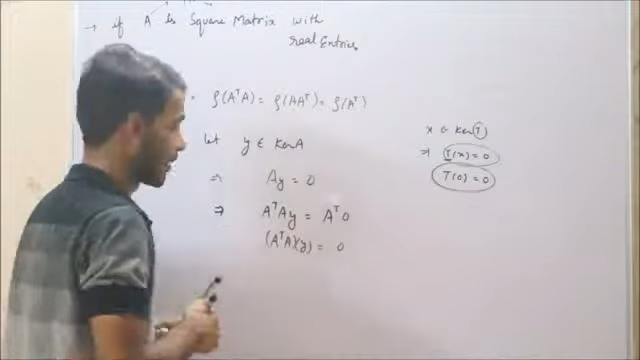 → if A is Square Matrix with
real Entries
ρ(AᵀA) = ρ(AAᵀ) = ρ(Aᵀ)
let y ∈ KerA
⇒ Ay = 0
⇒ AᵀAy = Aᵀ0
(AᵀA)(y) = 0
x ∈ Ker T
⇒ T(x) = 0
T(0) = 0